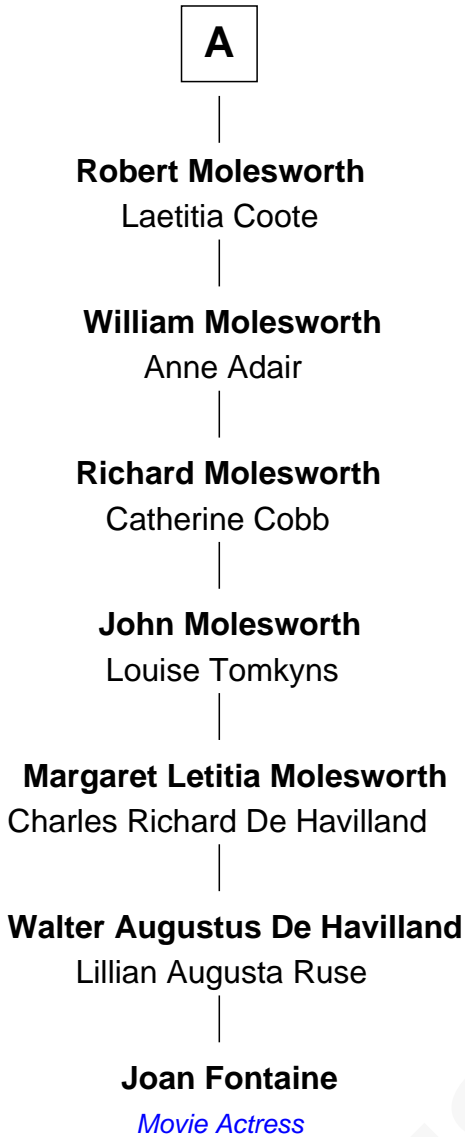 A
Robert Molesworth
Laetitia Coote
William Molesworth
Anne Adair
Richard Molesworth
Catherine Cobb
John Molesworth
Louise Tomkyns
Margaret Letitia Molesworth
Charles Richard De Havilland
Walter Augustus De Havilland
Lillian Augusta Ruse
Joan Fontaine
Movie Actress